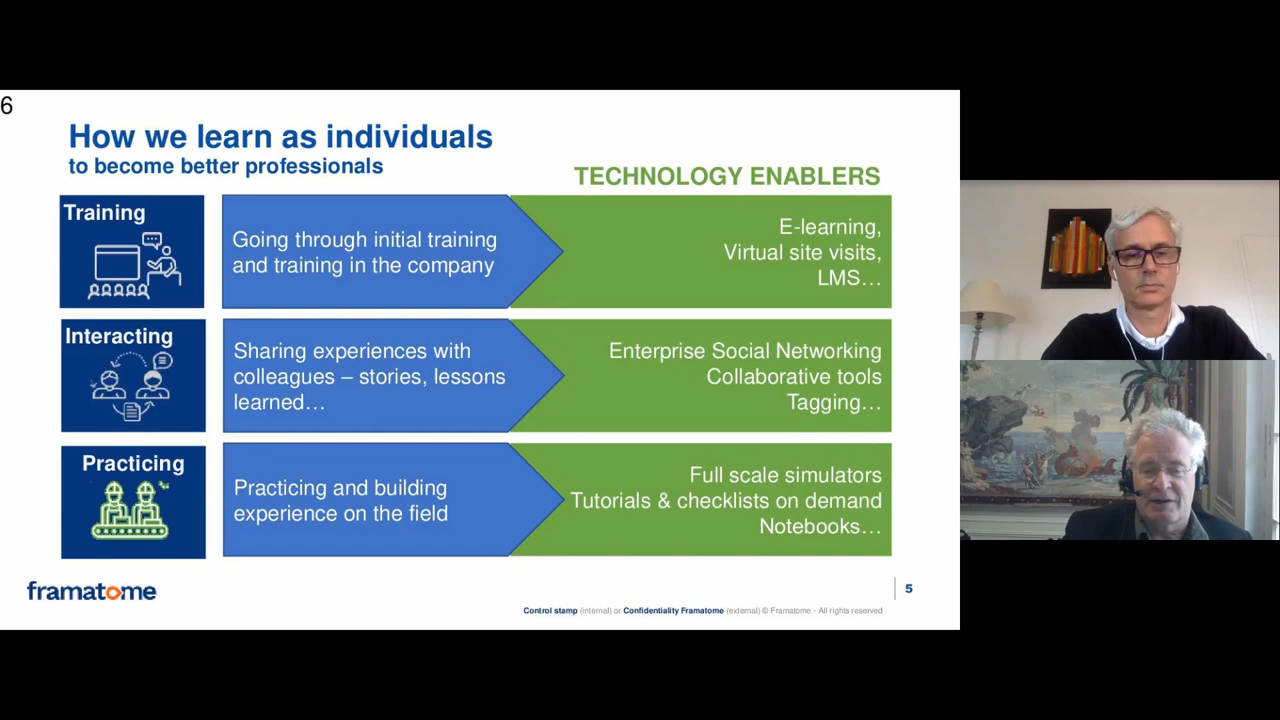 6
How we learn as individuals
to become better professionals
TECHNOLOGY ENABLERS
Training
Going through initial training
and training in the company
E-learning,
Virtual site visits,
LMS…
Interacting
Sharing experiences with
colleagues – stories, lessons
learned…
Enterprise Social Networking
Collaborative tools
Tagging…
Practicing
Practicing and building
experience on the field
Full scale simulators
Tutorials & checklists on demand
Notebooks…
framatome
5
Control stamp (internal) or Confidentiality Framatome (external) © Framatome - All rights reserved